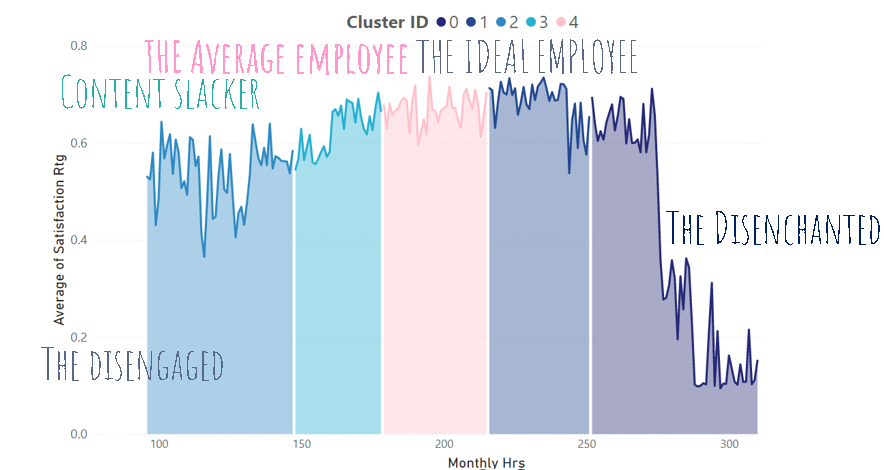 Cluster ID 0 1 2 3 4
0.8
The Average employee The ideal employee
Content slacker
0.6
Average of Satisfaction Rtg
0.4
The Disenchanted
0.2
The disengaged
0.0
100 150 200 250 300
Monthly Hrs